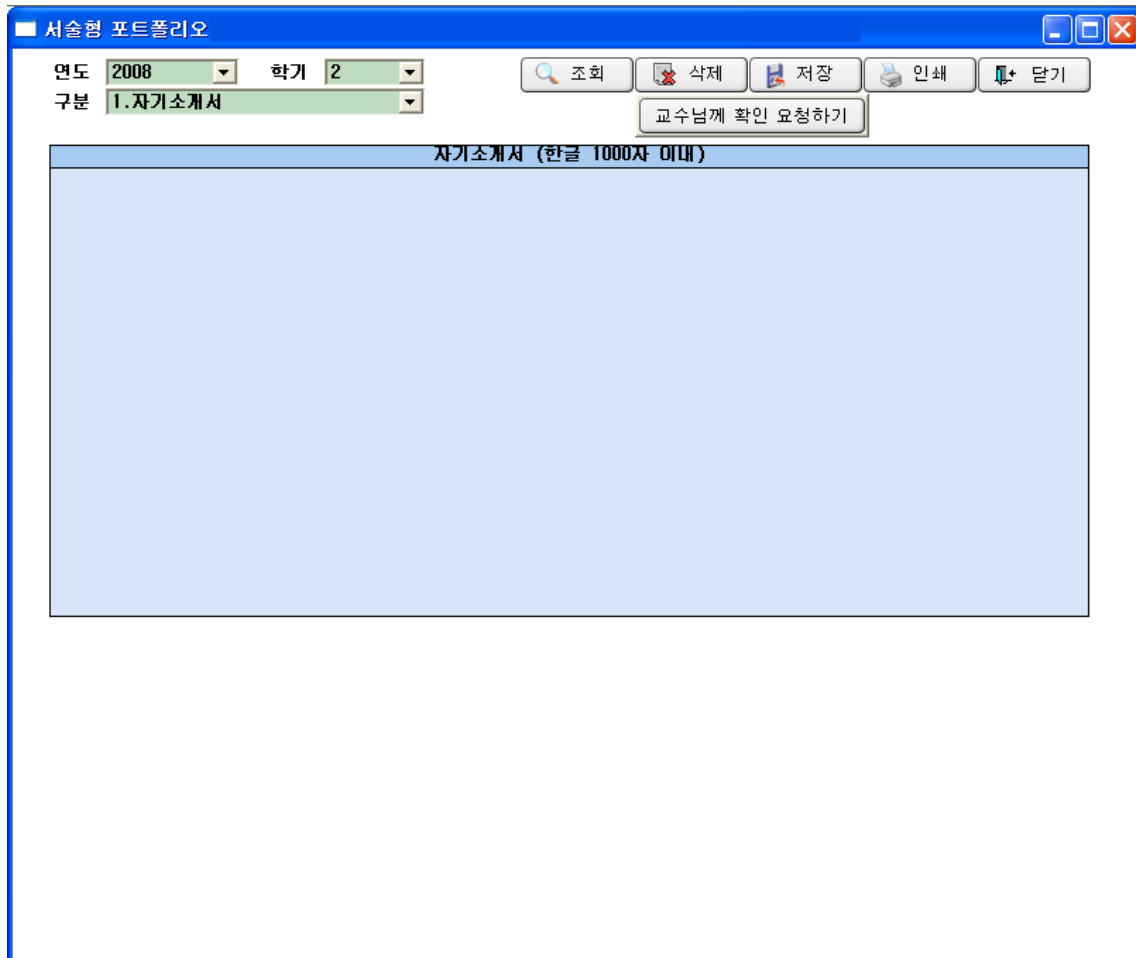 서술형 포트폴리오
연도 2008 학기 2 조회 삭제 저장 인쇄 닫기
구분 1.자기소개서
교수님께 확인 요청하기
자기소개서 (한글 1000자 이내)